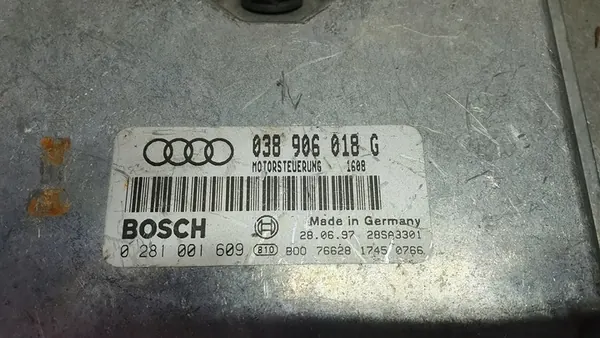 038 906 018 G
MOTORSTEUERUNG 1608
BOSCH
Made in Germany
28.06.97 28SA3301
0 281 001 609 810 800 76628 1745 0766